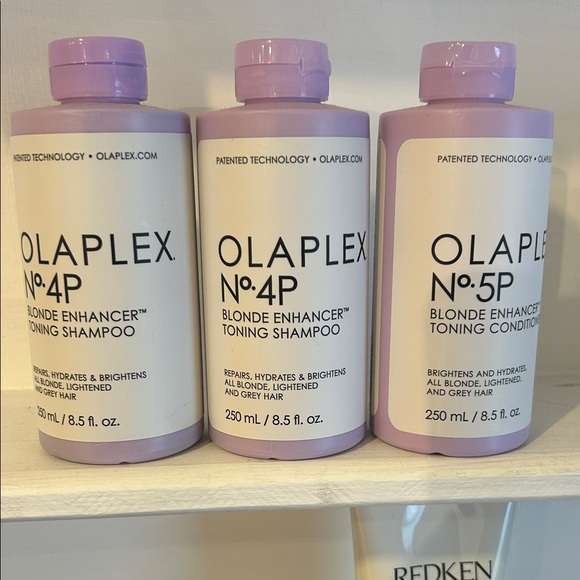 PATENTED TECHNOLOGY • OLAPLEX.COM
OLAPLEX.
Nº.4P
BLONDE ENHANCER™
TONING SHAMPOO
REPAIRS, HYDRATES & BRIGHTENS
ALL BLONDE, LIGHTENED
AND GREY HAIR
250 mL / 8.5 fl. oz.
PATENTED TECHNOLOGY • OLAPLEX.COM
OLAPLEX
Nº.4P
BLONDE ENHANCER™
TONING SHAMPOO
REPAIRS, HYDRATES & BRIGHTENS
ALL BLONDE, LIGHTENED
AND GREY HAIR
250 mL / 8.5 fl. oz.
PATENTED TECHNOLOGY • OLAPLE
OLAPLE
Nº.5P
BLONDE ENHANCER™
TONING CONDITION
BRIGHTENS AND HYDRATES,
ALL BLONDE, LIGHTENED,
AND GREY HAIR
250 mL / 8.5 fl. oz.
REDKEN